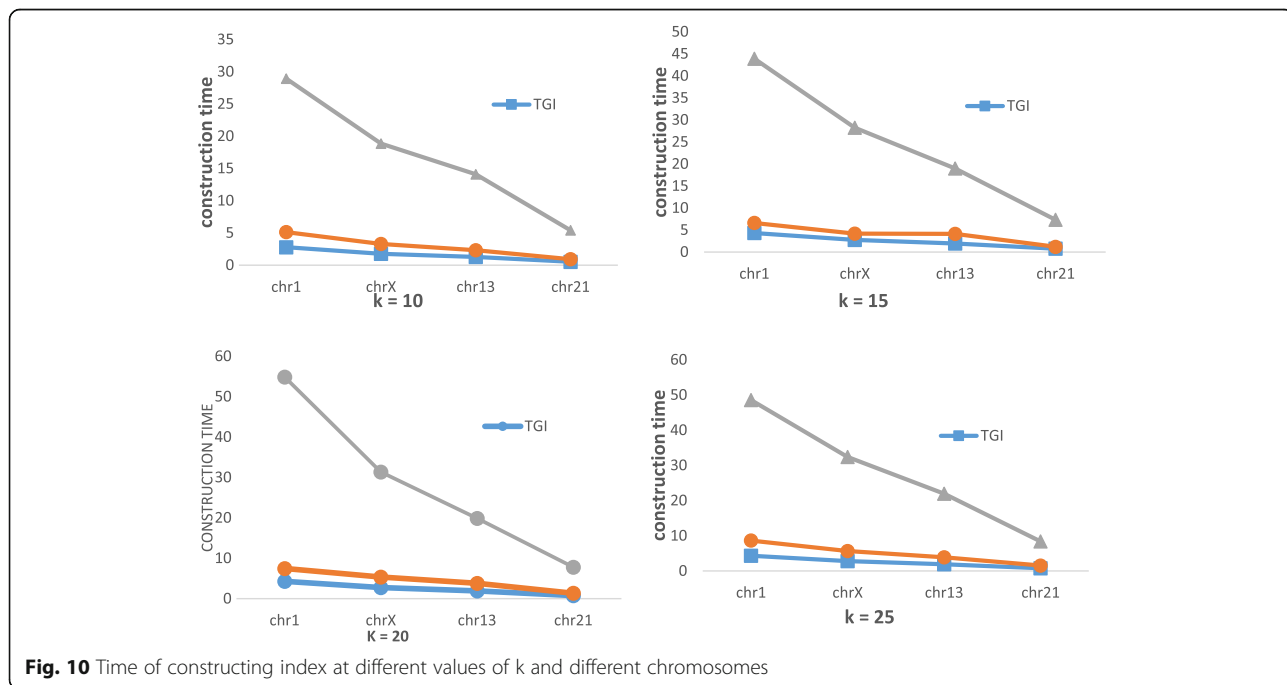 35
30
25
20
15
10
5
0
construction time
TGI
chr1 chrX chr13 chr21
k = 10
50
45
40
35
30
25
20
15
10
5
0
construction time
TGI
chr1 chrX chr13 chr21
k = 15
60
50
40
30
20
10
0
CONSTRUCTION TIME
TGI
chr1 chrX chr13 chr21
K = 20
60
50
40
30
20
10
0
construction time
TGI
chr1 chrX chr13 chr21
k = 25
Fig. 10 Time of constructing index at different values of k and different chromosomes